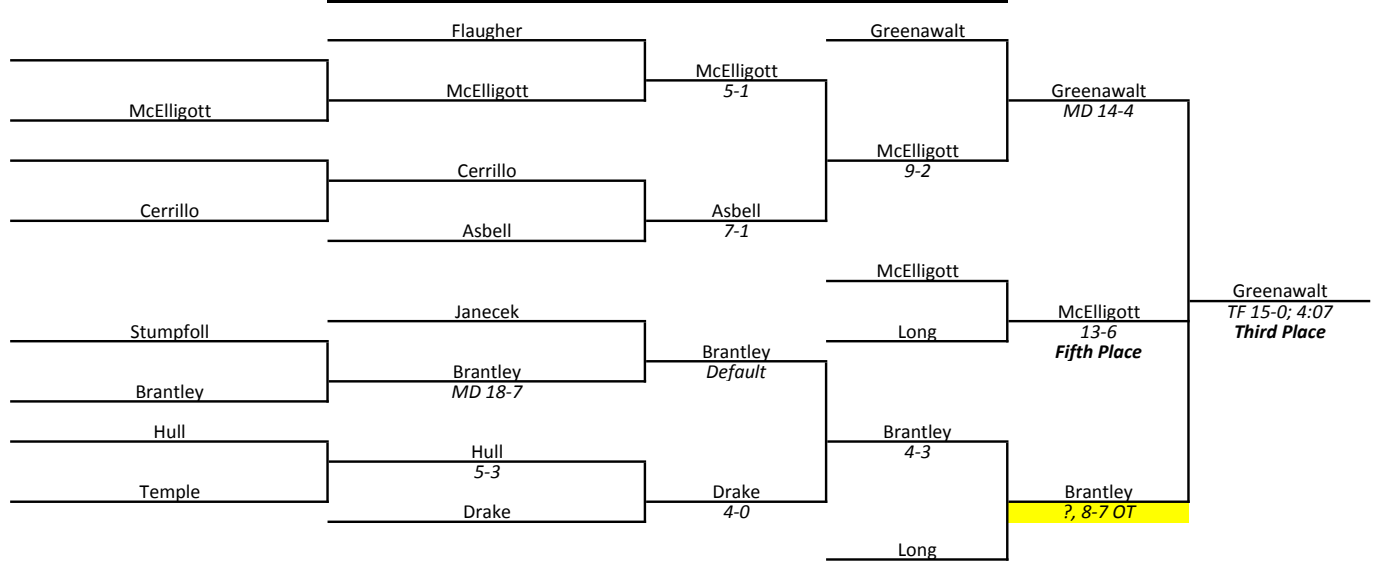 Flaugher
Greenawalt
McElligott
5-1
McElligott
Greenawalt
MD 14-4
McElligott
McElligott
9-2
Cerrillo
Cerrillo
Asbell
7-1
Asbell
McElligott
Greenawalt
TF 15-0; 4:07
Third Place
Janecek
McElligott
13-6
Fifth Place
Stumpfoll
Long
Brantley
Default
Brantley
MD 18-7
Brantley
Hull
Brantley
4-3
Hull
5-3
Temple
Drake
4-0
Brantley
?, 8-7 OT
Drake
Long